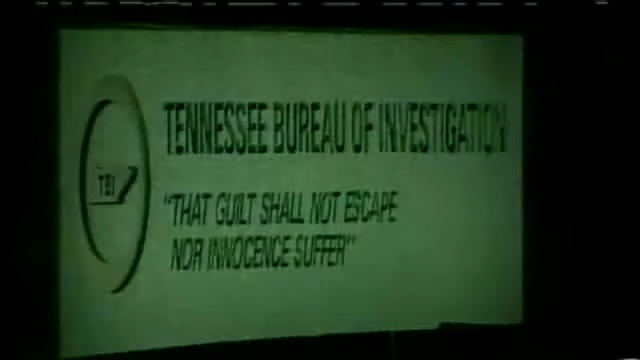 TENNESSEE BUREAU OF INVESTIGATION
TBI
"THAT GUILT SHALL NOT ESCAPE
NOR INNOCENCE SUFFER"